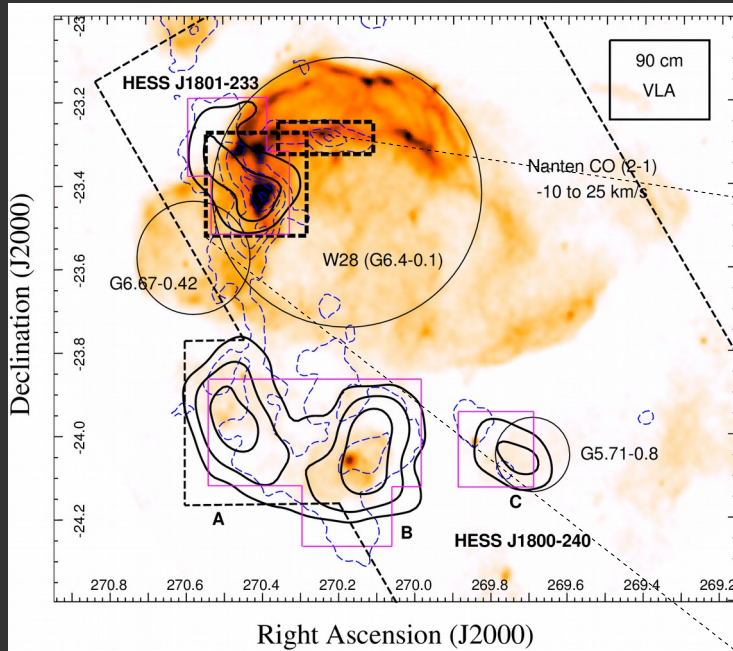 -23
HESS J1801-233
90 cm
VLA
-23.2
Nanten CO (2-1)
-10 to 25 km/s
-23.4
W28 (G6.4-0.1)
G6.67-0.42
-23.6
-23.8
-24.0
G5.71-0.8
A
B
C
-24.2
HESS J1800-240
270.8 270.6 270.4 270.2 270.0 269.8 269.6 269.4 269.2
Declination (J2000)
Right Ascension (J2000)